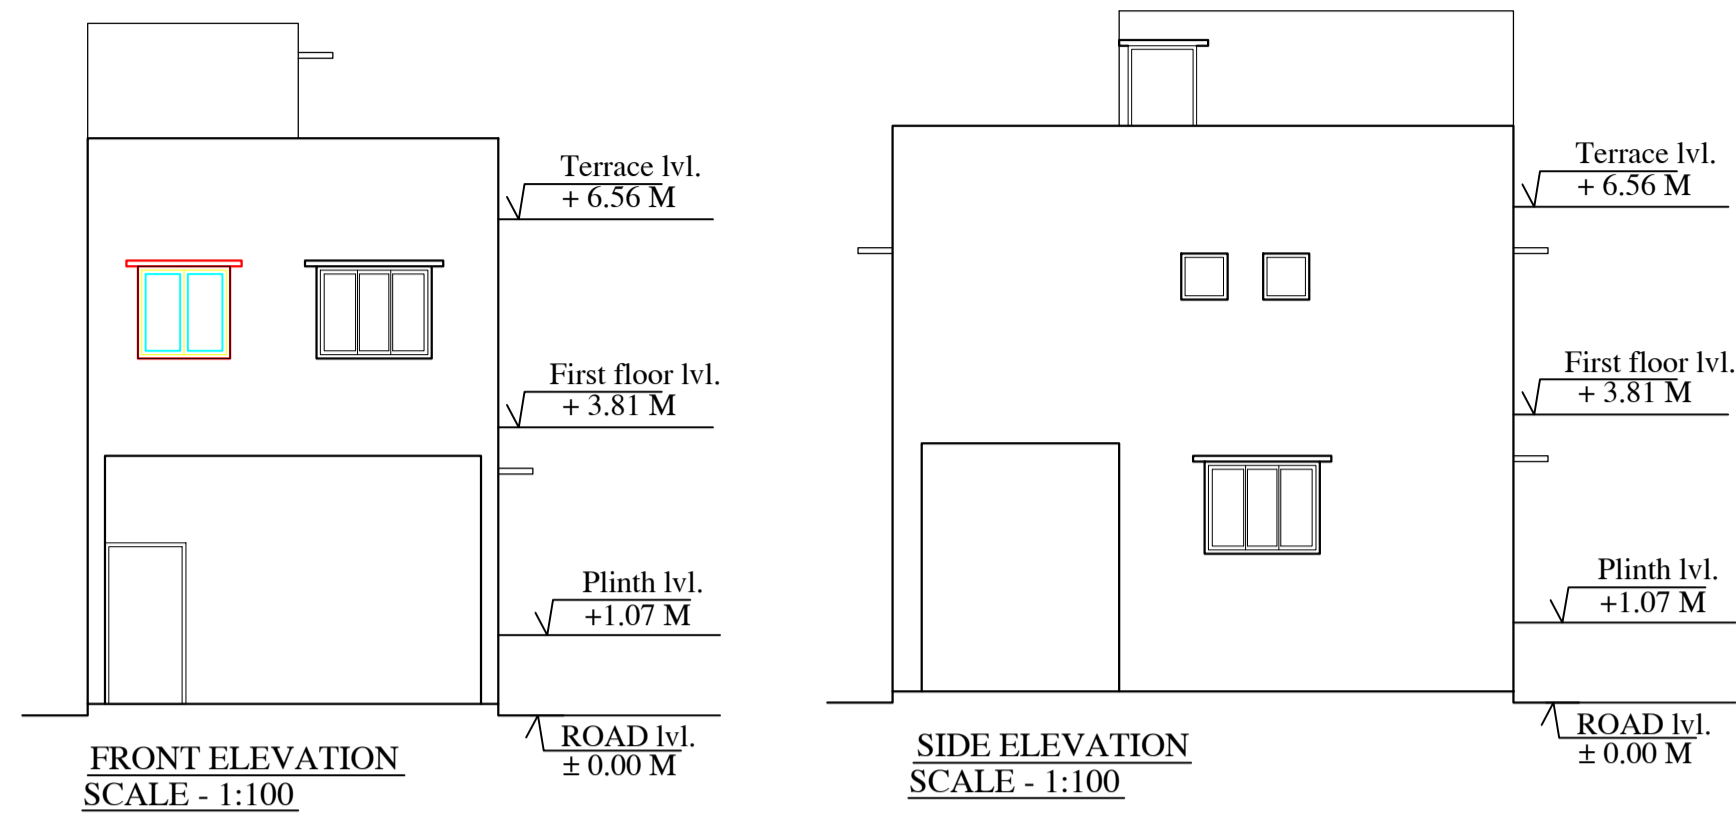 Terrace lvl.
+ 6.56 M
First floor lvl.
+ 3.81 M
Plinth lvl.
+1.07 M
ROAD lvl.
± 0.00 M
FRONT ELEVATION
SCALE - 1:100
Terrace lvl.
+ 6.56 M
First floor lvl.
+ 3.81 M
Plinth lvl.
+1.07 M
ROAD lvl.
± 0.00 M
SIDE ELEVATION
SCALE - 1:100